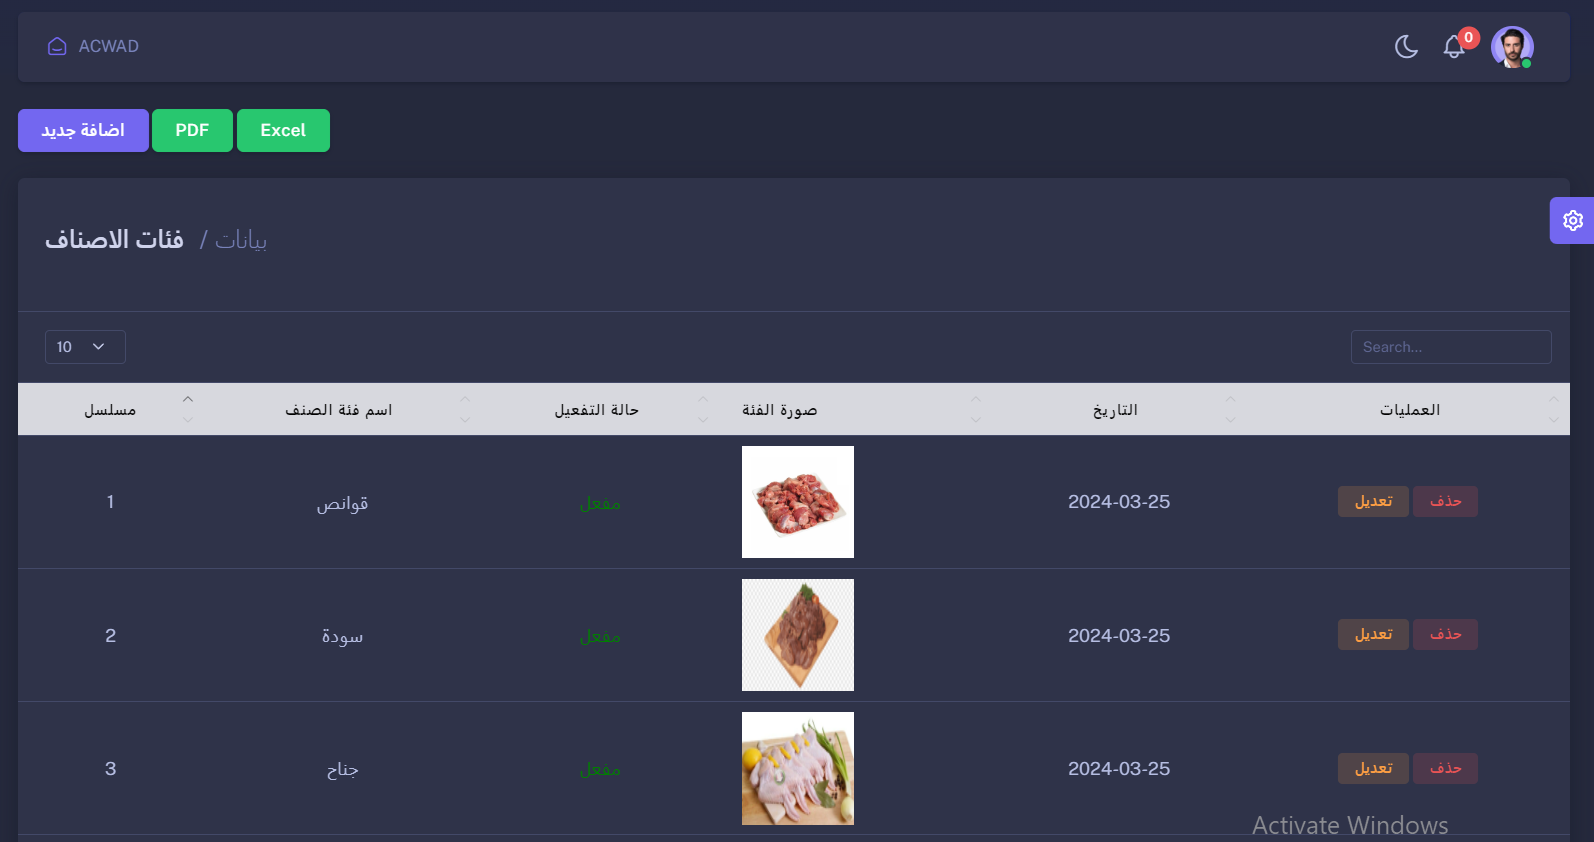 ACWAD
0
اضافة جديد
PDF
Excel
فئات الاصناف / بيانات
10
Search...
مسلسل اسم فئة الصنف حالة التفعيل صورة الفئة التاريخ العمليات
1 قوانص مفعل 2024-03-25 تعديل حذف
2 سودة مفعل 2024-03-25 تعديل حذف
3 جناح مفعل 2024-03-25 تعديل حذف
Activate Windows